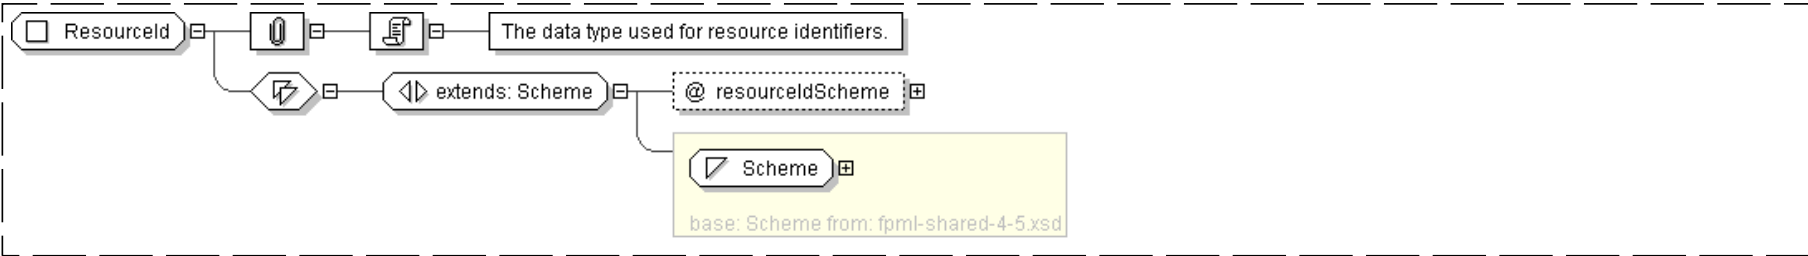 ResourceId
The data type used for resource identifiers.
extends: Scheme
@ resourceIdScheme
Scheme
base: Scheme from: fpml-shared-4-5.xsd